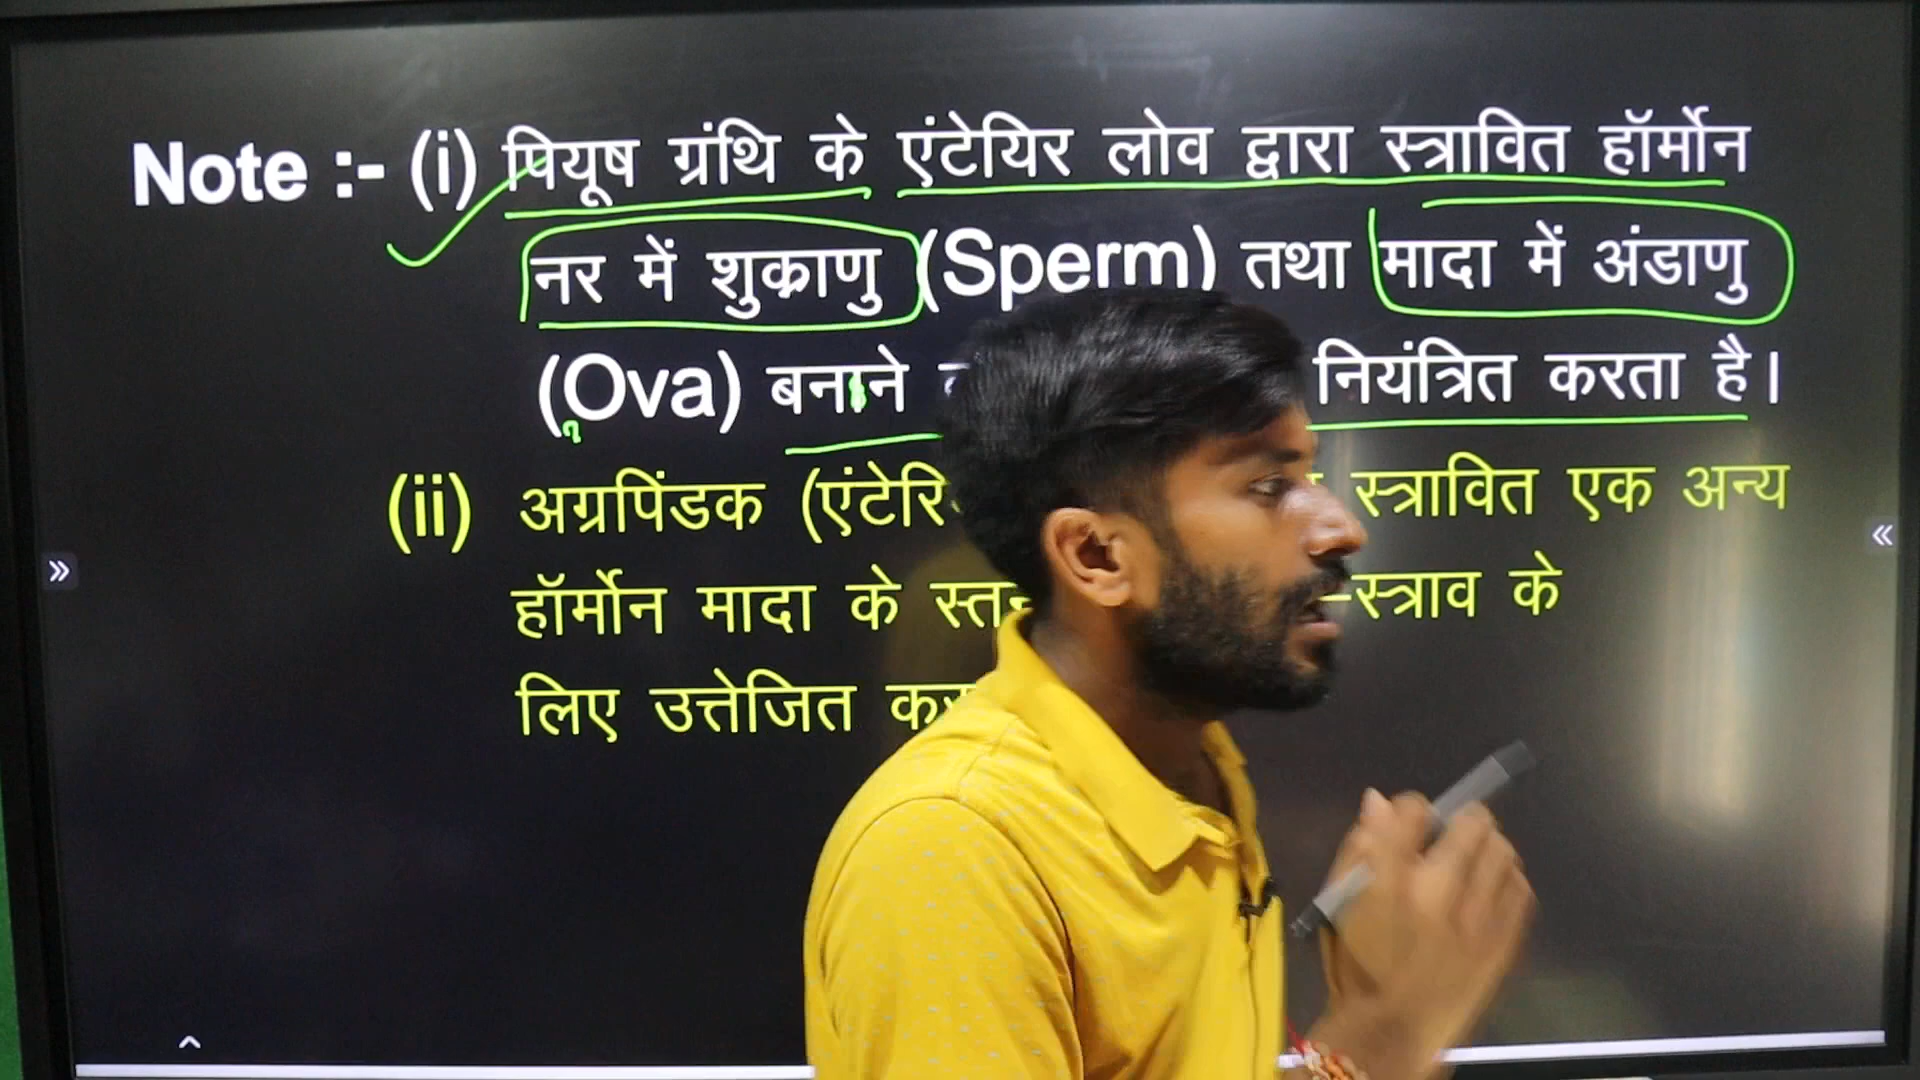 Note :- (i) पियूष ग्रंथि के एंटेयिर लोव द्वारा स्त्रावित हॉर्मोन
नर में शुक्राणु (Sperm) तथा मादा में अंडाणु
(Ova) बनाने नियंत्रित करता है।
(ii) अग्रपिंडक स्त्रावित एक अन्य
हॉर्मोन मादा के –स्त्राव के
लिए उत्तेजित